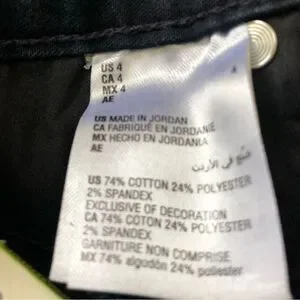 US 4
CA 4
MX 4
AE
4
US MADE IN JORDAN
CA FABRIQUÉ EN JORDANIE
MX HECHO EN JORDANIA
AE
صنع في الأردن
US 74% COTTON 24% POLYESTER
2% SPANDEX
EXCLUSIVE OF DECORATION
CA 74% COTON 24% POLYESTER
2% SPANDEX
GARNITURE NON COMPRISE
MX 74% algodón 24% poliester